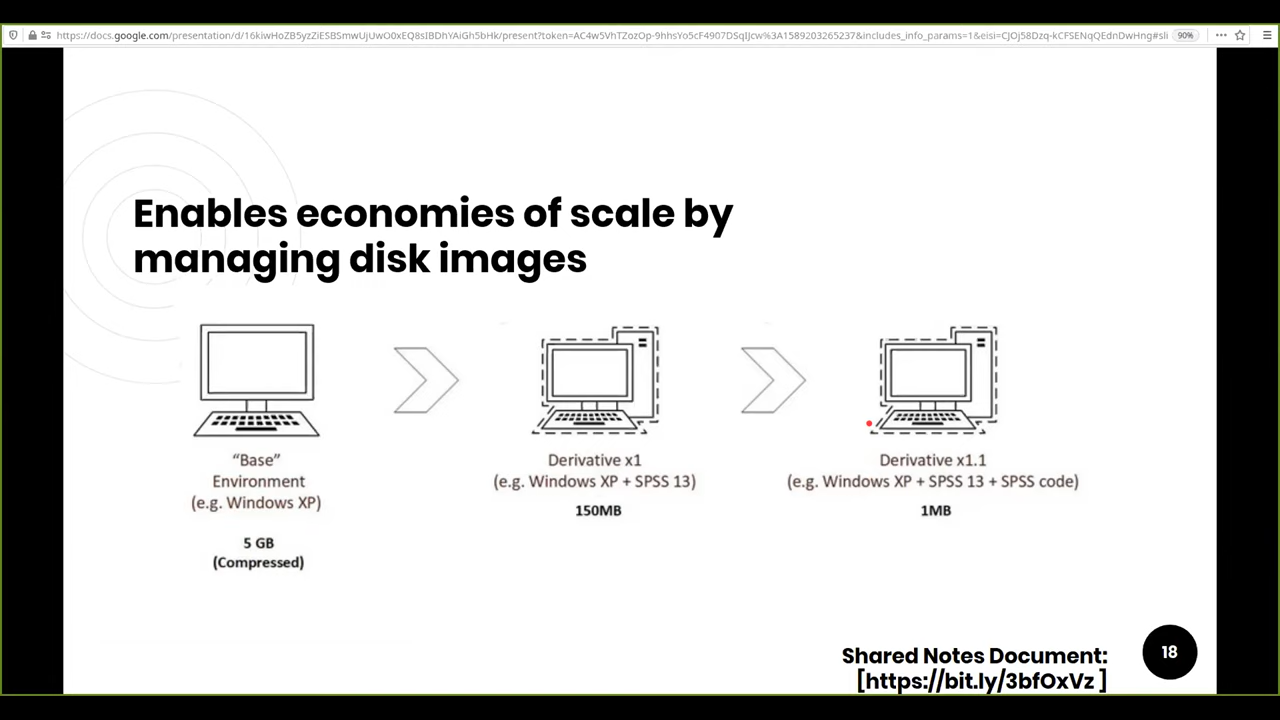 https://docs.google.com/presentation/d/16kiwHoZB5yzZiESBSmwUjUwO0xEQ8sIBDhYAiGh5bHk/present?token=AC4w5VhTZozOp-9hhsYo5cF4907DSqIJcw%3A1589203265237&includes_info_params=1&eisi=CJOj58Dzq-kCFSENqQEdnDwHng#sli
90%
Enables economies of scale by
managing disk images
“Base”
Environment
(e.g. Windows XP)
5 GB
(Compressed)
Derivative x1
(e.g. Windows XP + SPSS 13)
150MB
Derivative x1.1
(e.g. Windows XP + SPSS 13 + SPSS code)
1MB
Shared Notes Document:
[https://bit.ly/3bfOxVz ]
18